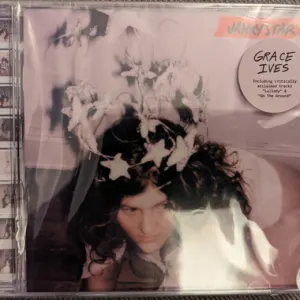 JANKY STAR
GRACE
IVES
Including critically
acclaimed tracks
"Lullaby" &
"On The Ground"